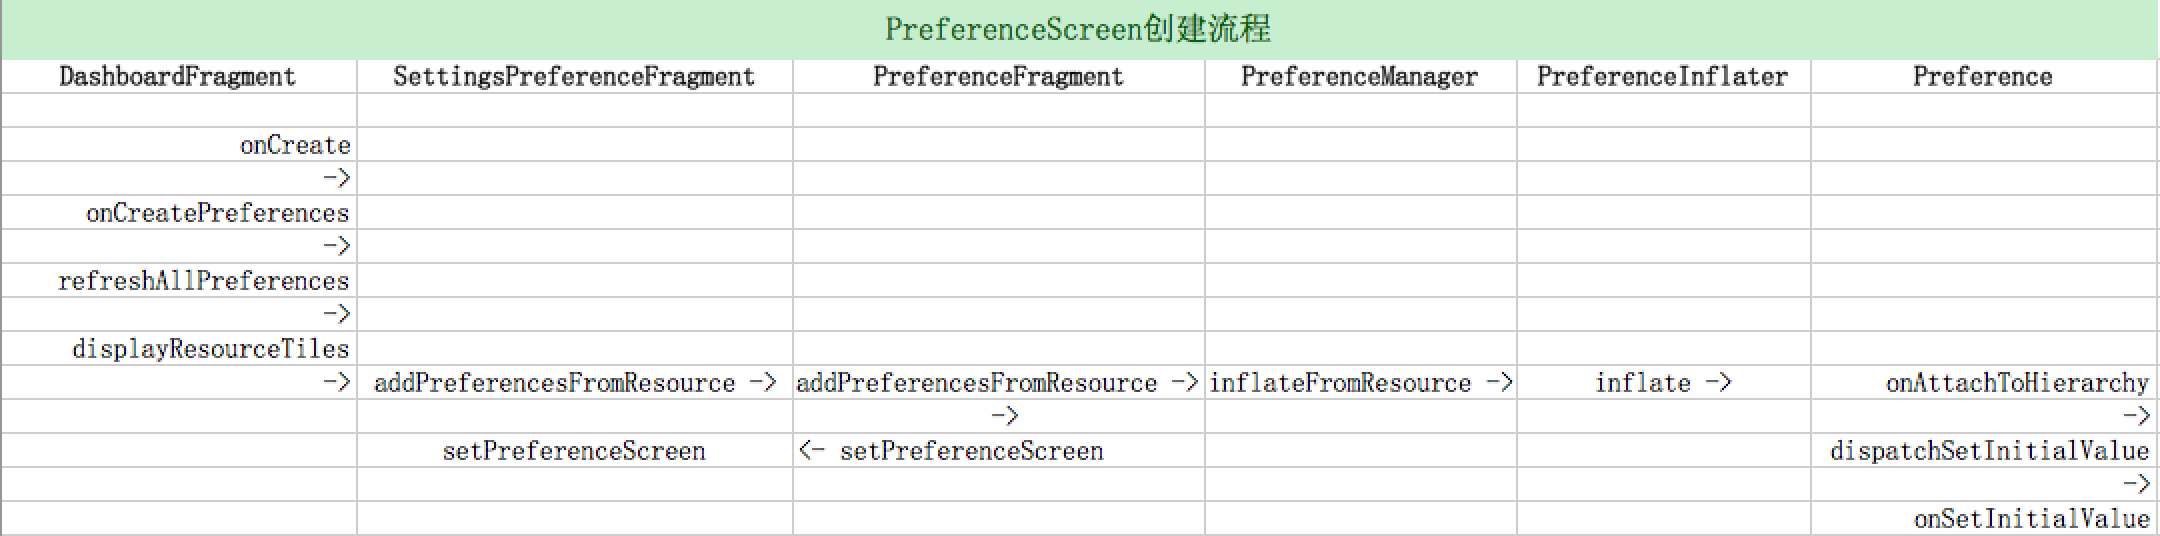 PreferenceScreen创建流程
DashboardFragment SettingsPreferenceFragment PreferenceFragment PreferenceManager PreferenceInflater Preference
onCreate
->
onCreatePreferences
->
refreshAllPreferences
->
displayResourceTiles
-> addPreferencesFromResource -> addPreferencesFromResource -> inflateFromResource -> inflate -> onAttachToHierarchy
-> ->
setPreferenceScreen <- setPreferenceScreen dispatchSetInitialValue
->
onSetInitialValue